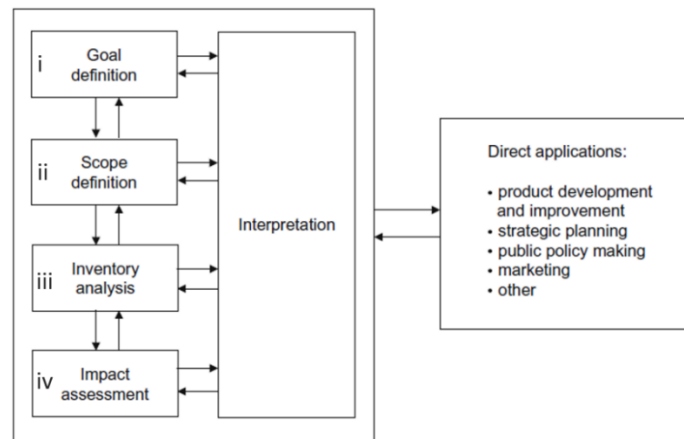 i
Goal
definition
ii
Scope
definition
iii
Inventory
analysis
iv
Impact
assessment
Interpretation
Direct applications:
• product development
and improvement
• strategic planning
• public policy making
• marketing
• other